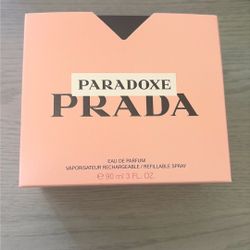 PARADOXE
PRADA
EAU DE PARFUM
VAPORISATEUR RECHARGEABLE / REFILLABLE SPRAY
℮ 90 ml 3 FL. OZ.